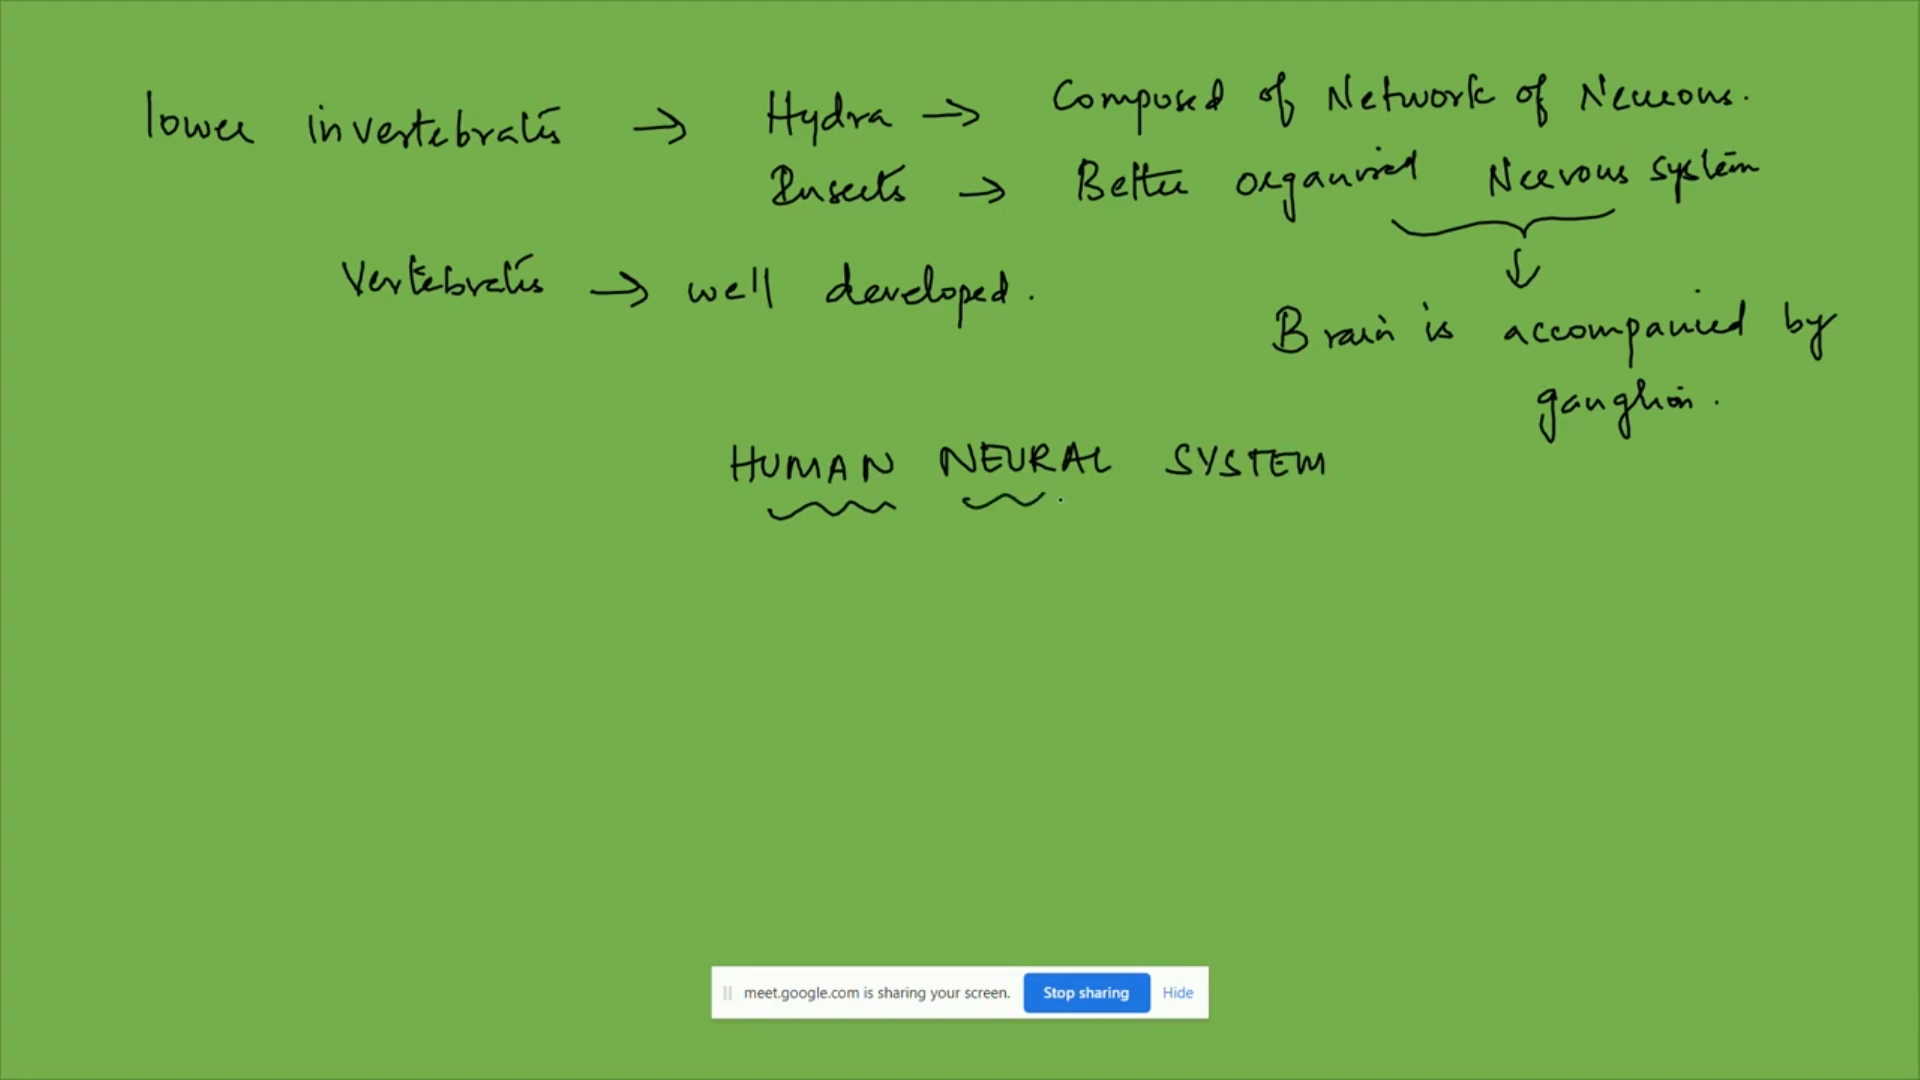 lower invertebrates → Hydra → Composed of Network of Neurons.
Insects → Better organised Nervous system
Vertebrates → well developed.
Brain is accompanied by
ganglion.
HUMAN NEURAL SYSTEM
meet.google.com is sharing your screen. Stop sharing Hide